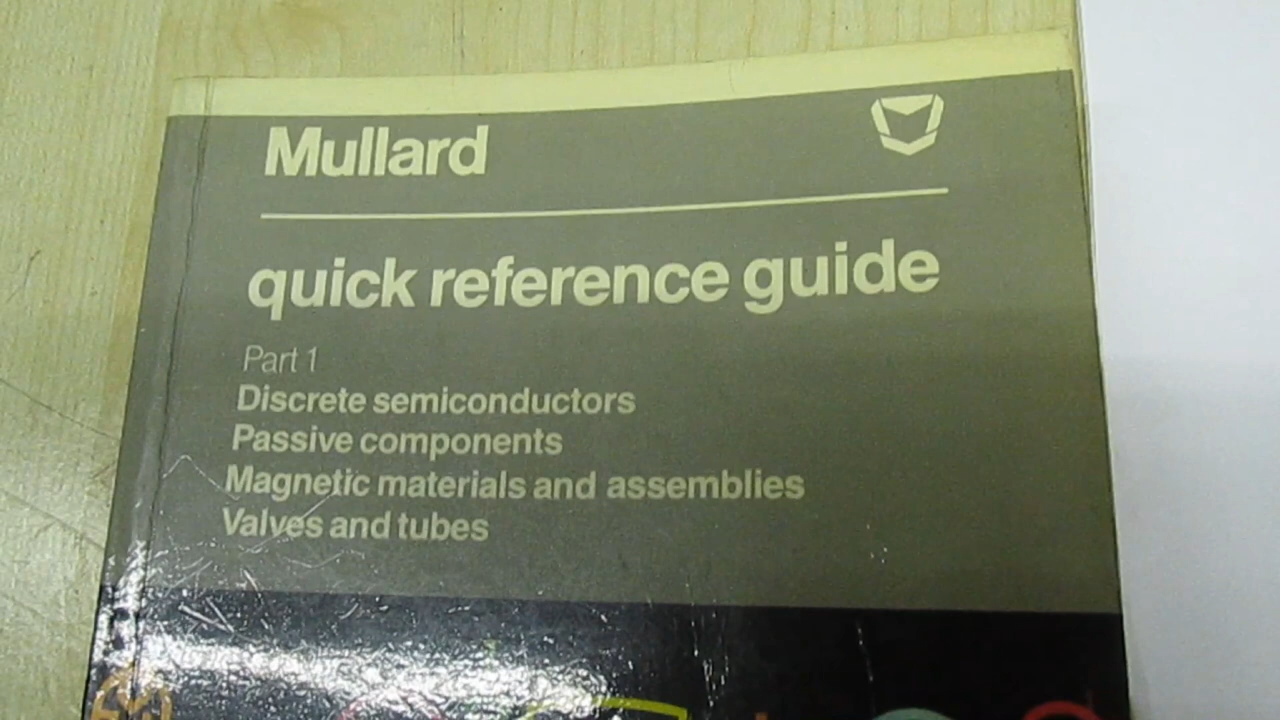 Mullard
quick reference guide
Part 1
Discrete semiconductors
Passive components
Magnetic materials and assemblies
Valves and tubes